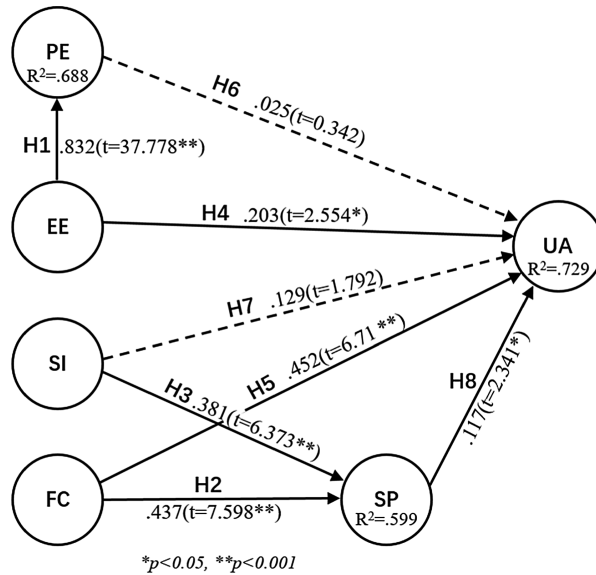 PE
R²=.688
H6
.025(t=0.342)
H1
.832(t=37.778**)
EE
H4
.203(t=2.554*)
UA
R²=.729
H7
.129(t=1.792)
SI
H5
.452(t=6.71**)
H3
.381(t=6.373**)
H8
.117(t=2.341*)
FC
H2
.437(t=7.598**)
SP
R²=.599
*p<0.05, **p<0.001